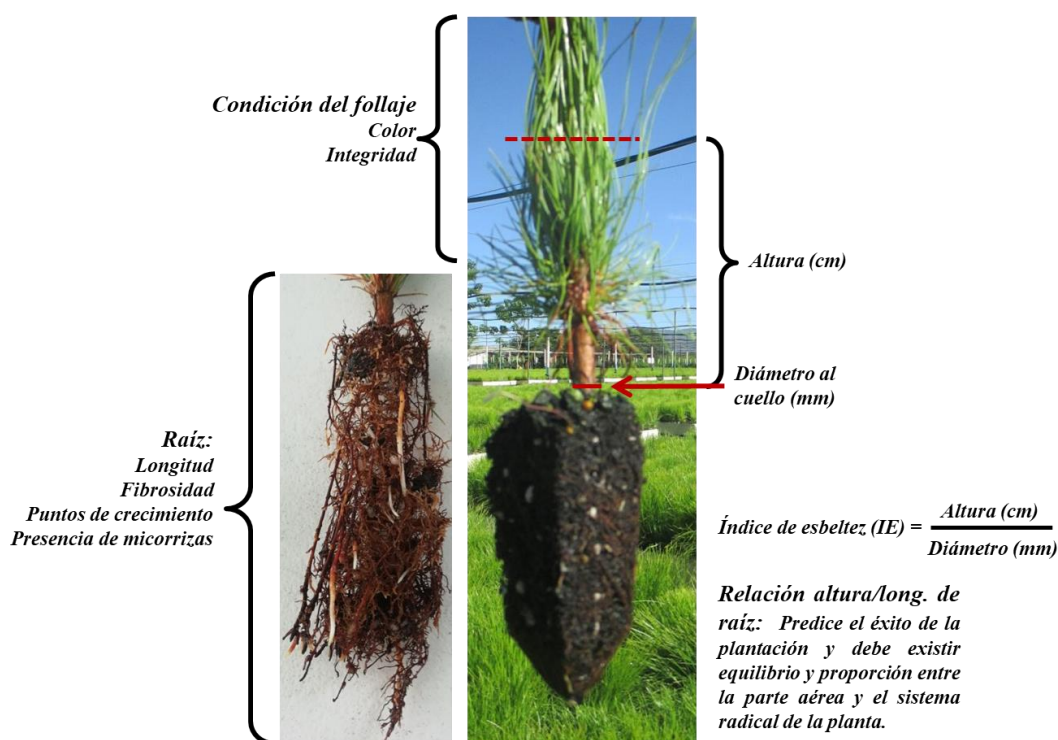 Condición del follaje
Color
Integridad
Altura (cm)
Diámetro al
cuello (mm)
Raíz:
Longitud
Fibrosidad
Puntos de crecimiento
Presencia de micorrizas
Índice de esbeltez (IE) = Altura (cm)
Diámetro (mm)
Relación altura/long. de
raíz: Predice el éxito de la
plantación y debe existir
equilibrio y proporción entre
la parte aérea y el sistema
radical de la planta.